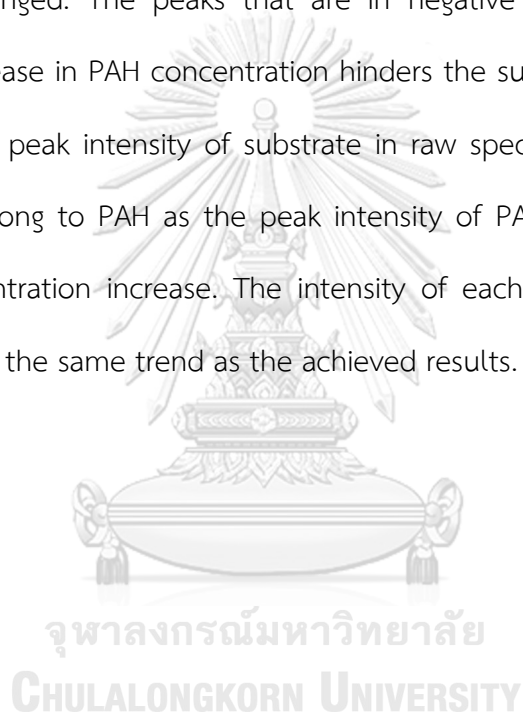 The peaks that are in negative
ease in PAH concentration hinders the su
peak intensity of substrate in raw spec
ong to PAH as the peak intensity of PA
ntration increase. The intensity of each
the same trend as the achieved results.
จุฬาลงกรณ์มหาวิทยาลัย
CHULALONGKORN UNIVERSITY